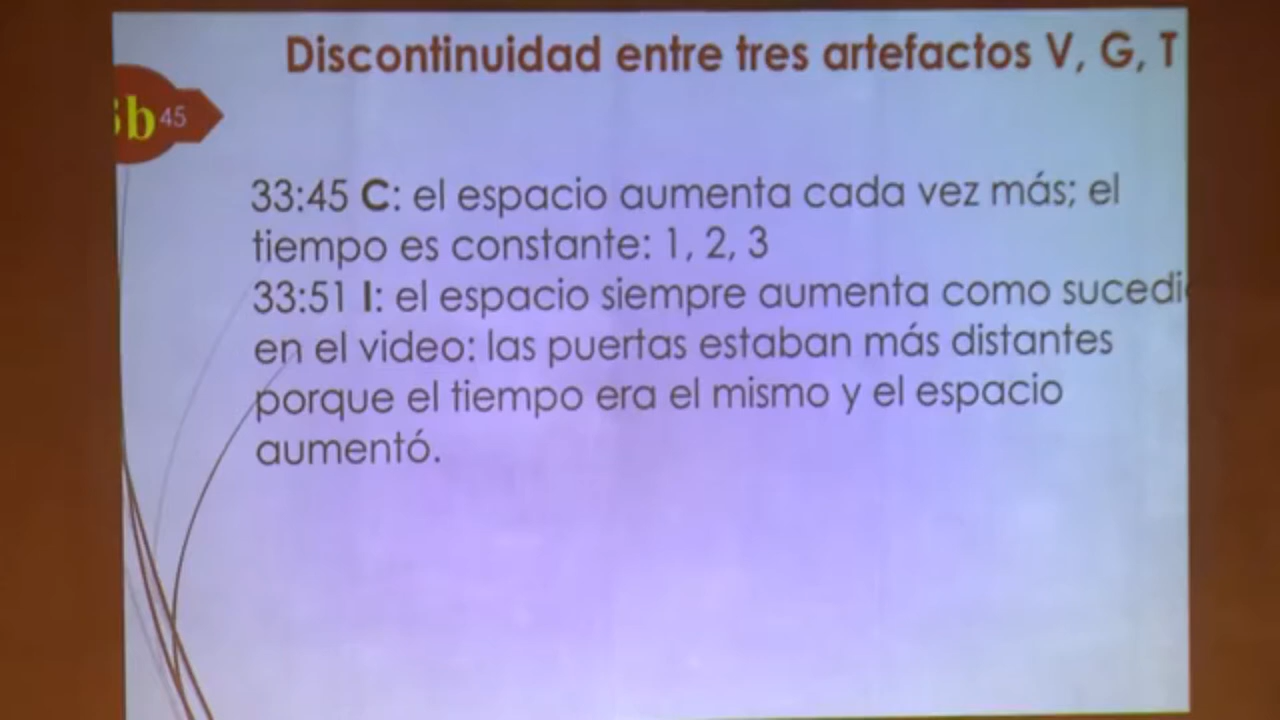 Discontinuidad entre tres artefactos V, G, T
b 45
33:45 C: el espacio aumenta cada vez más; el
tiempo es constante: 1, 2, 3
33:51 I: el espacio siempre aumenta como sucedi
en el video: las puertas estaban más distantes
porque el tiempo era el mismo y el espacio
aumentó.